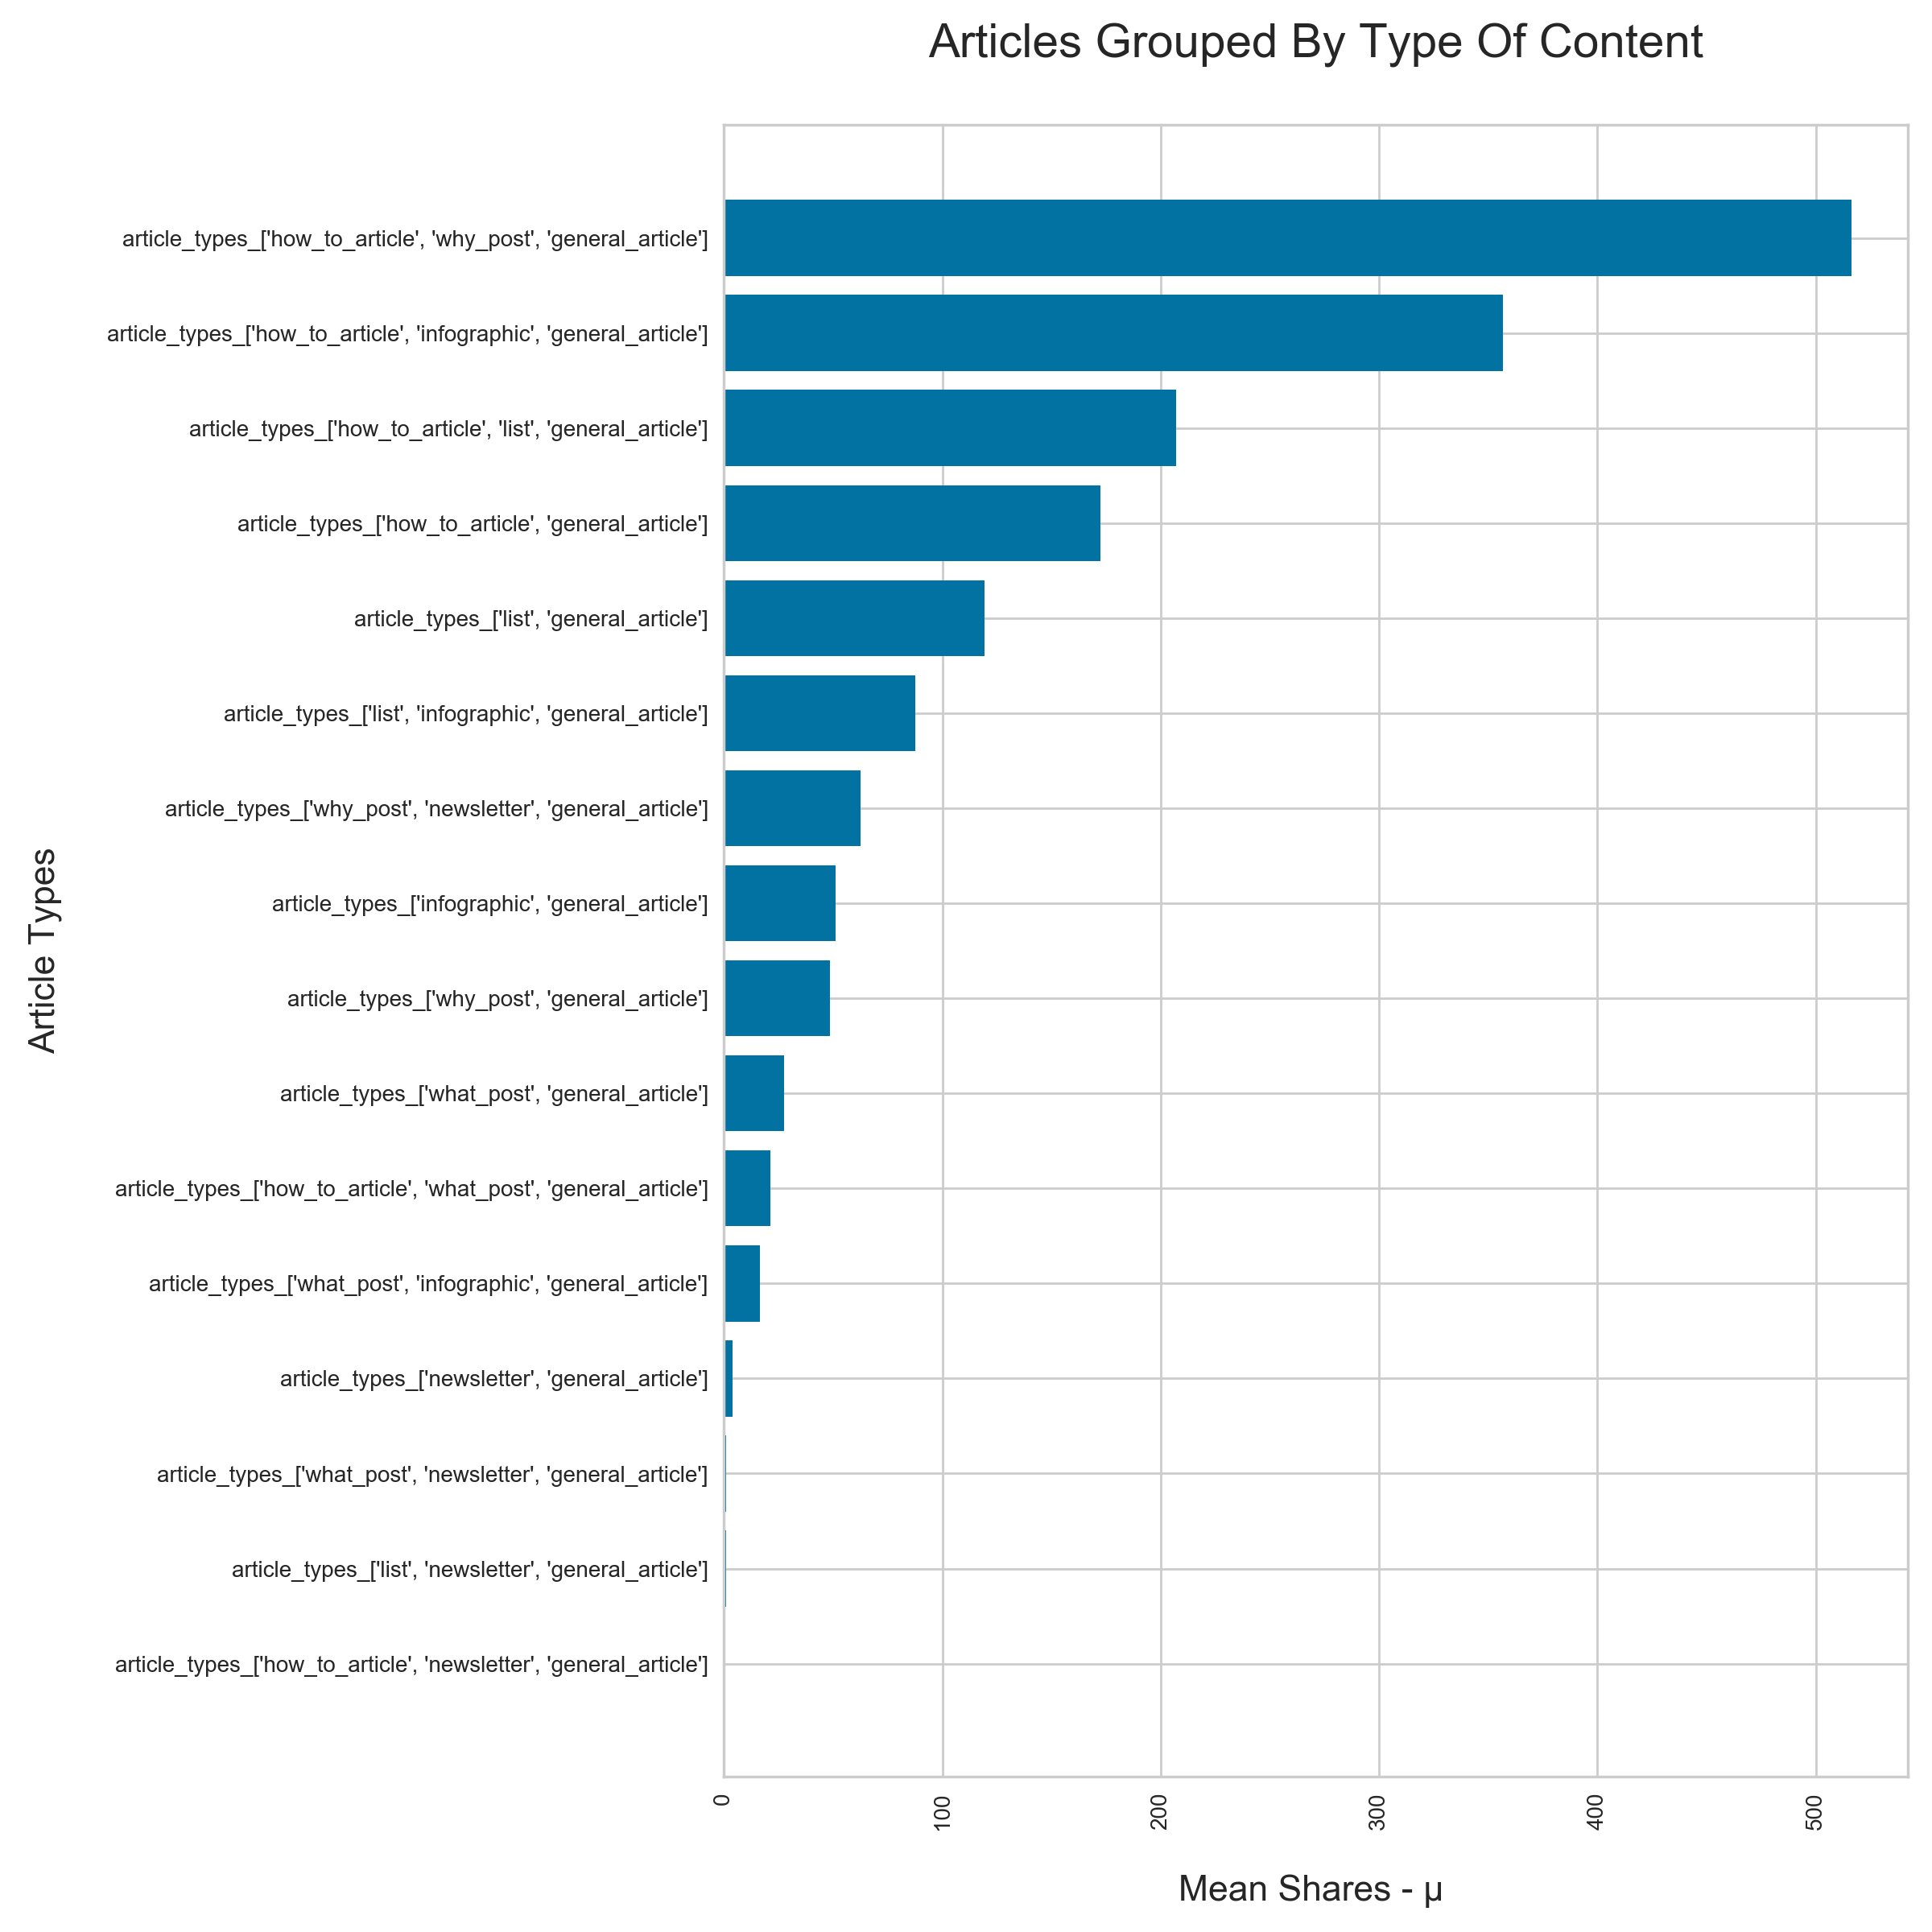 Articles Grouped By Type Of Content
article_types_['how_to_article', 'why_post', 'general_article']
article_types_['how_to_article', 'infographic', 'general_article']
article_types_['how_to_article', 'list', 'general_article']
article_types_['how_to_article', 'general_article']
article_types_['list', 'general_article']
article_types_['list', 'infographic', 'general_article']
article_types_['why_post', 'newsletter', 'general_article']
article_types_['infographic', 'general_article']
article_types_['why_post', 'general_article']
article_types_['what_post', 'general_article']
article_types_['how_to_article', 'what_post', 'general_article']
article_types_['what_post', 'infographic', 'general_article']
article_types_['newsletter', 'general_article']
article_types_['what_post', 'newsletter', 'general_article']
article_types_['list', 'newsletter', 'general_article']
article_types_['how_to_article', 'newsletter', 'general_article']
Article Types
0
100
200
300
400
500
Mean Shares - μ